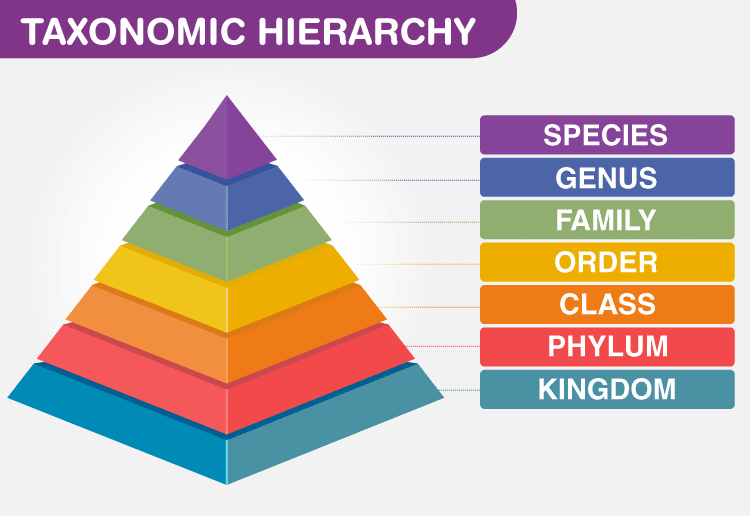 TAXONOMIC HIERARCHY
SPECIES
GENUS
FAMILY
ORDER
CLASS
PHYLUM
KINGDOM